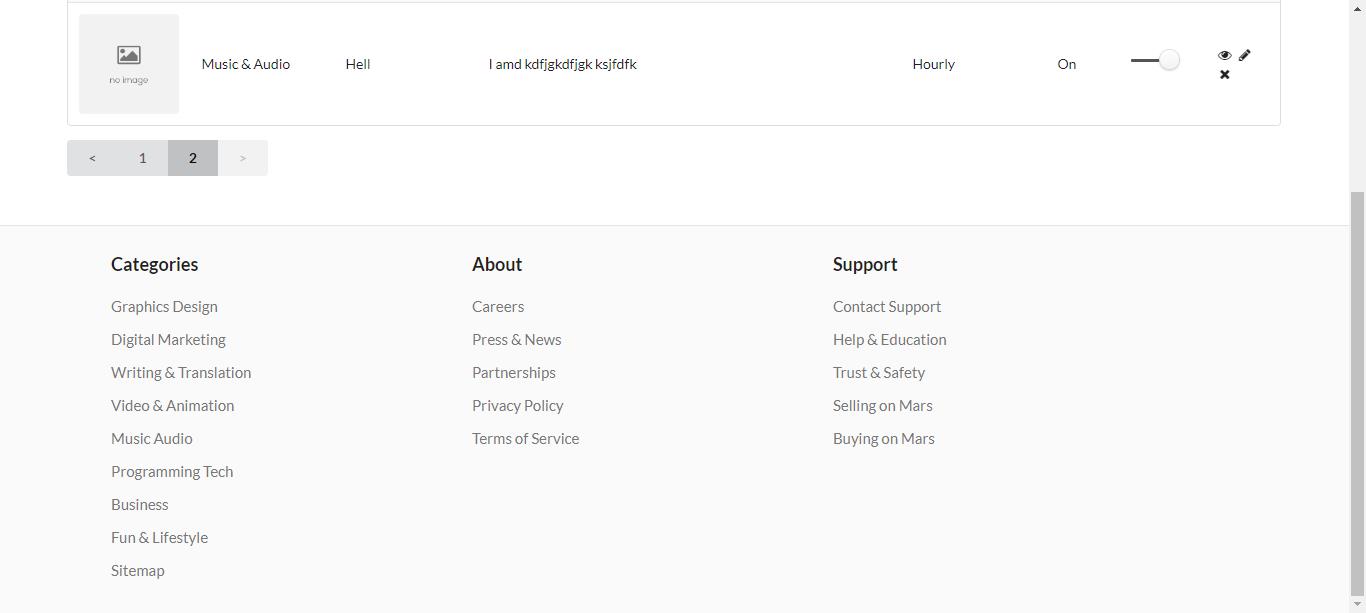 no image
Music & Audio Hell I amd kdfjgkdfjgk ksjfdfk Hourly On
< 1 2 >
Categories
Graphics Design
Digital Marketing
Writing & Translation
Video & Animation
Music Audio
Programming Tech
Business
Fun & Lifestyle
Sitemap
About
Careers
Press & News
Partnerships
Privacy Policy
Terms of Service
Support
Contact Support
Help & Education
Trust & Safety
Selling on Mars
Buying on Mars